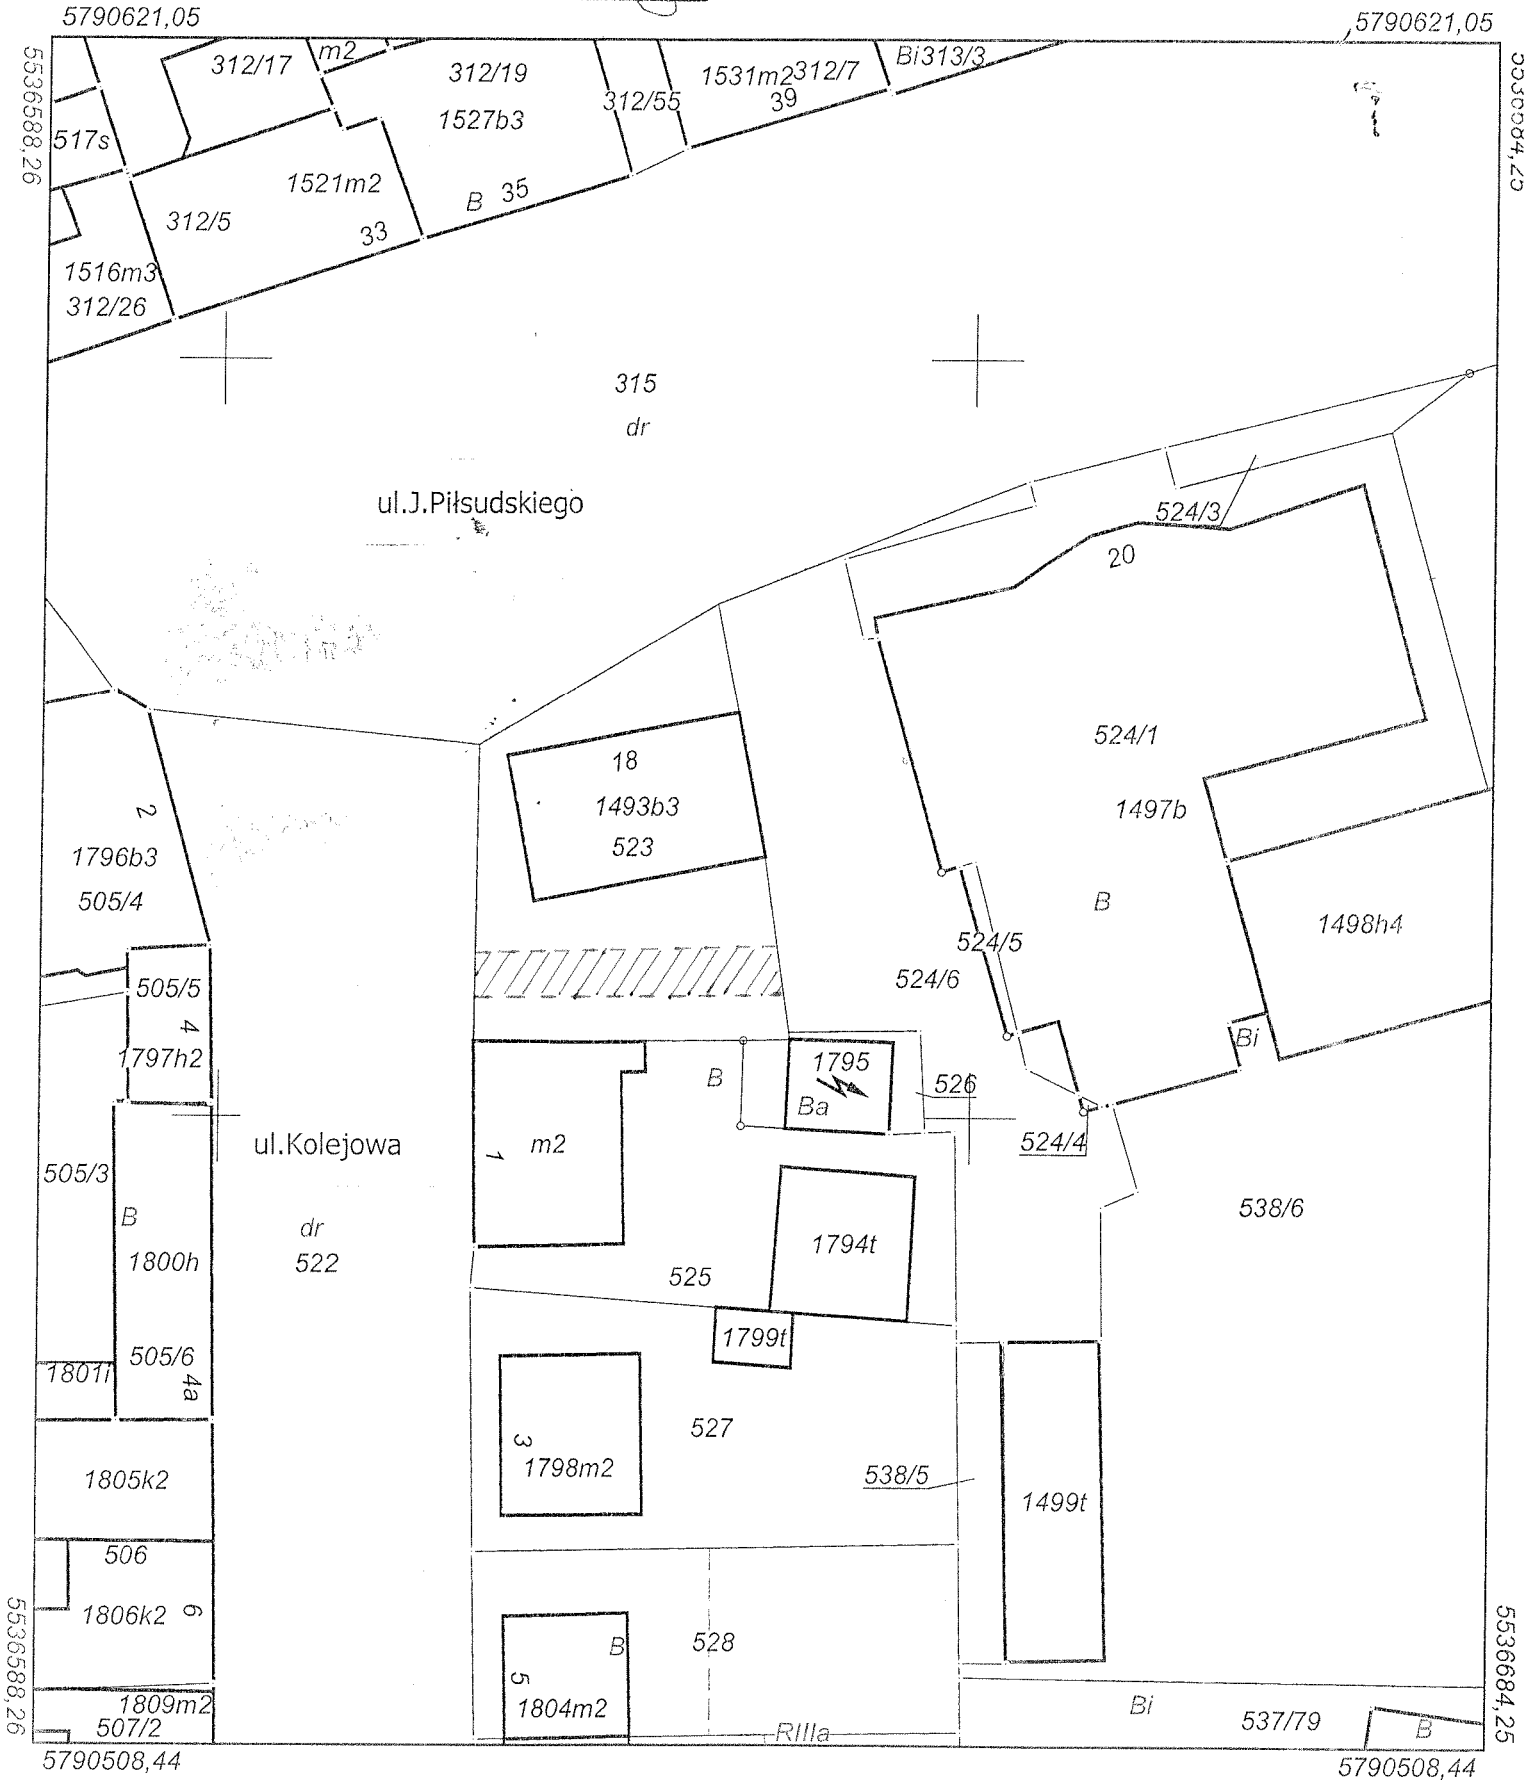 5790621,05
5790621,05
5536588,26
5536684,25
312/17
m2
312/19
1531m2
312/7
39
Bi
313/3
517s
1527b3
312/55
1521m2
B
35
312/5
33
1516m3
312/26
315
dr
ul.J.Piłsudskiego
524/3
20
524/1
18
1493b3
523
1497b
2
1796b3
505/4
B
1498h4
524/5
524/6
505/5
4
1797h2
Bi
B
1795
Ba
526
ul.Kolejowa
m2
1
524/4
505/3
B
538/6
dr
1800h
522
1794t
525
1799t
505/6
1801i
4a
527
3
1798m2
538/5
1805k2
1499t
506
1806k2
6
B
528
5
1804m2
1809m2
507/2
RIIIa
Bi
537/79
B
5536588,26
5536684,25
5790508,44
5790508,44